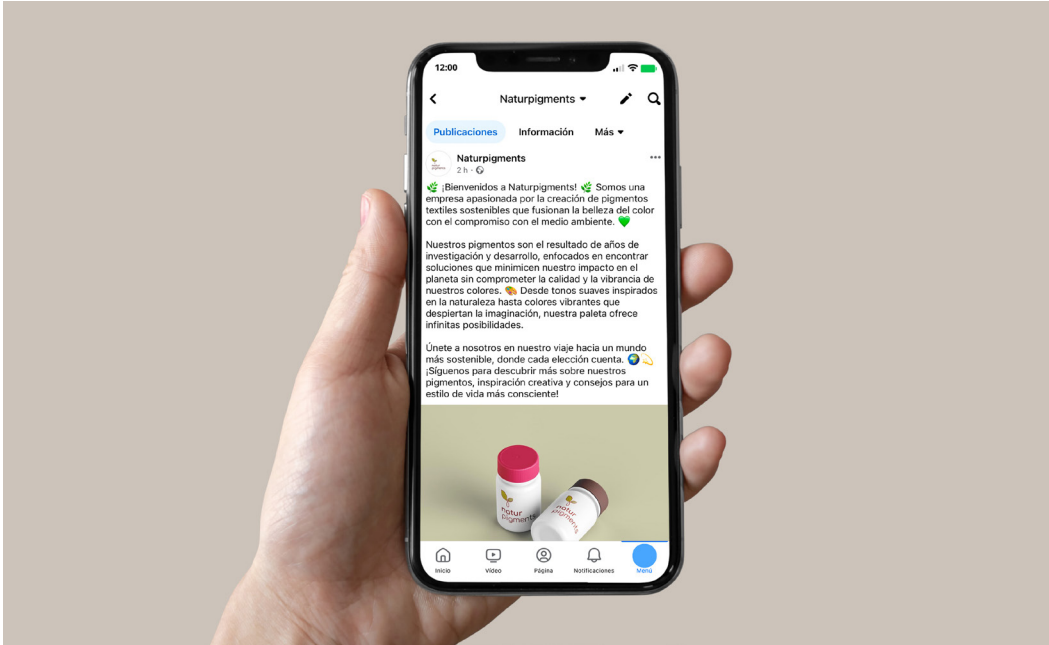 12:00
Naturpigments
Publicaciones Información Más
Naturpigments
2 h ·
🌿 ¡Bienvenidos a Naturpigments! 🌿 Somos una
empresa apasionada por la creación de pigmentos
textiles sostenibles que fusionan la belleza del color
con el compromiso con el medio ambiente. 💚
Nuestros pigmentos son el resultado de años de
investigación y desarrollo, enfocados en encontrar
soluciones que minimicen nuestro impacto en el
planeta sin comprometer la calidad y la vibrancia de
nuestros colores. 🎨 Desde tonos suaves inspirados
en la naturaleza hasta colores vibrantes que
despiertan la imaginación, nuestra paleta ofrece
infinitas posibilidades.
Únete a nosotros en nuestro viaje hacia un mundo
más sostenible, donde cada elección cuenta. 🌍💫
¡Síguenos para descubrir más sobre nuestros
pigmentos, inspiración creativa y consejos para un
estilo de vida más consciente!
natur
pigments
natur
pigments
Inicio Vídeo Página Notificaciones Menú